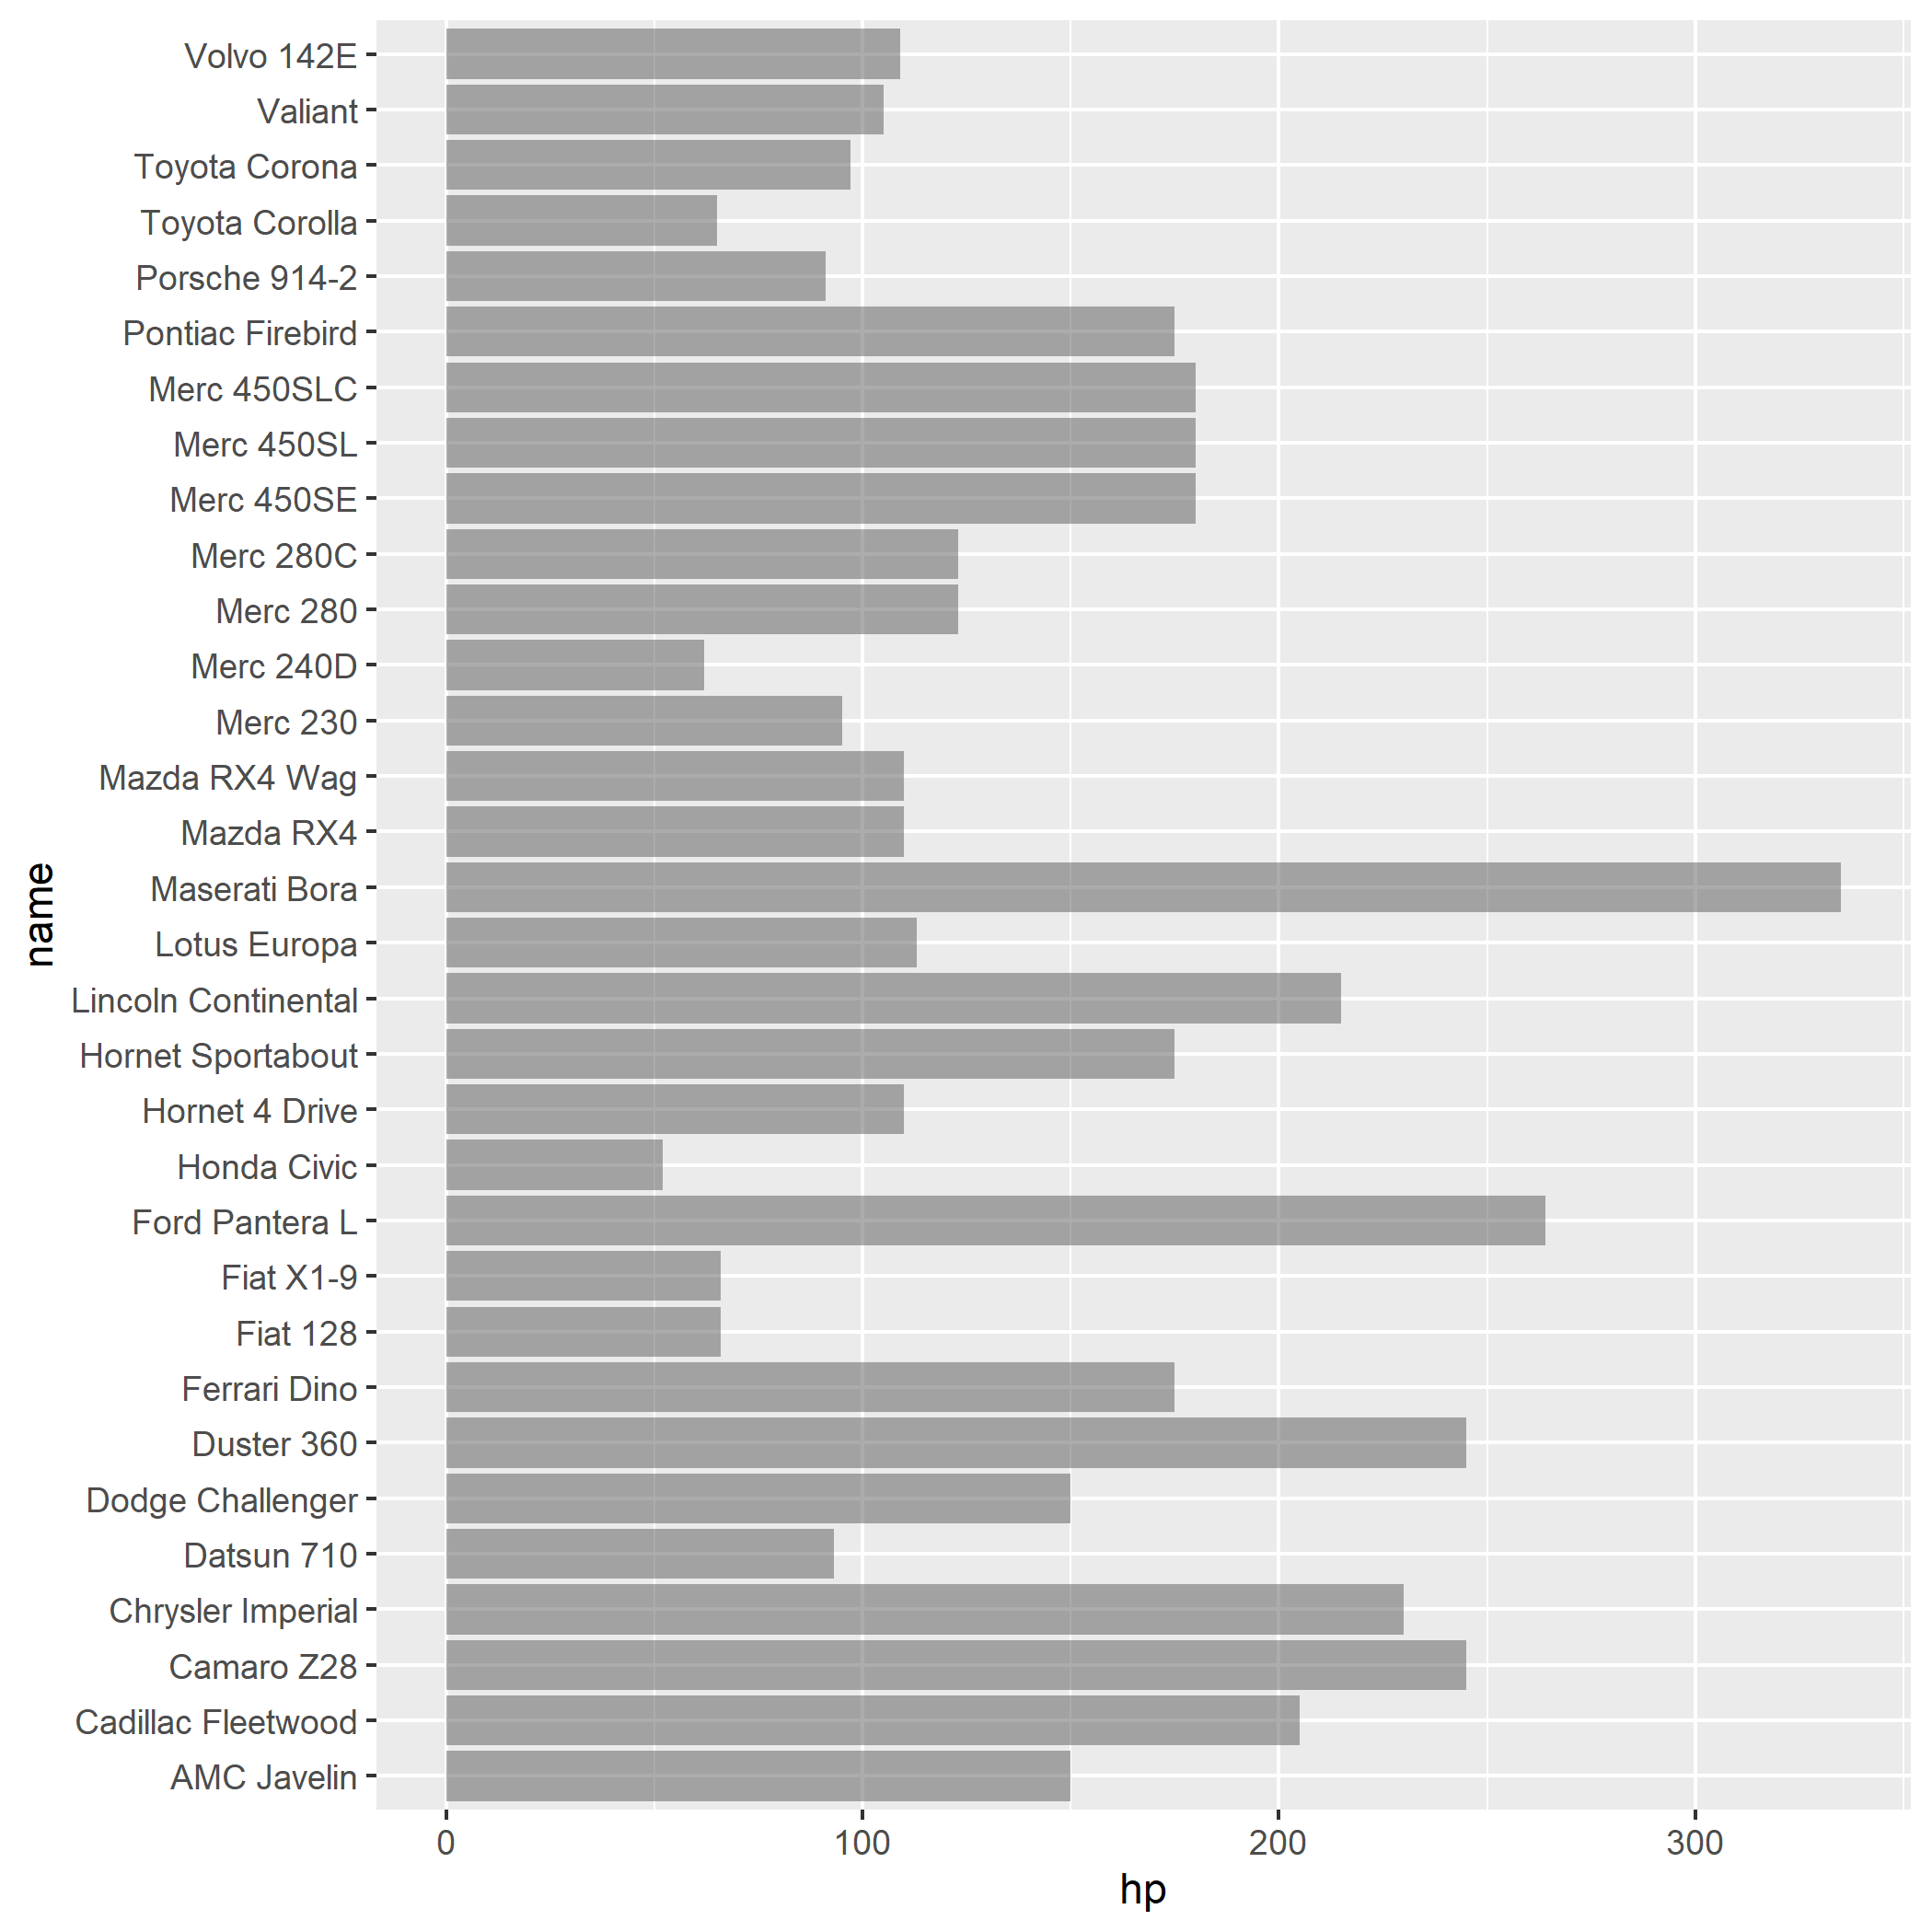 Volvo 142E
Valiant
Toyota Corona
Toyota Corolla
Porsche 914-2
Pontiac Firebird
Merc 450SLC
Merc 450SL
Merc 450SE
Merc 280C
Merc 280
Merc 240D
Merc 230
Mazda RX4 Wag
Mazda RX4
Maserati Bora
Lotus Europa
Lincoln Continental
Hornet Sportabout
Hornet 4 Drive
Honda Civic
Ford Pantera L
Fiat X1-9
Fiat 128
Ferrari Dino
Duster 360
Dodge Challenger
Datsun 710
Chrysler Imperial
Camaro Z28
Cadillac Fleetwood
AMC Javelin
name
0 100 200 300
hp